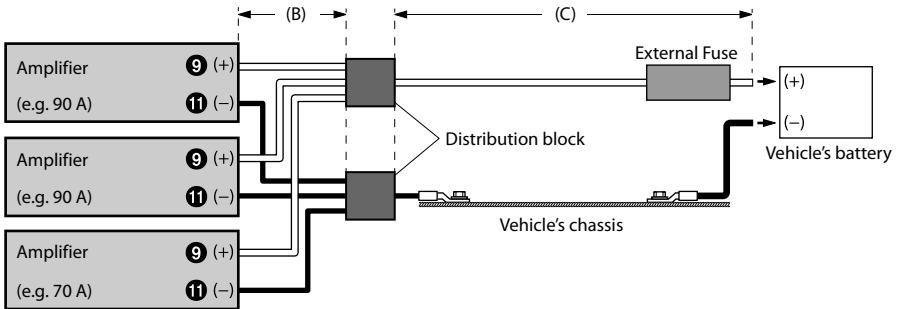 (B)
(C)
External Fuse
Amplifier
(e.g. 90 A)
9 (+)
11 (−)
Amplifier
(e.g. 90 A)
9 (+)
11 (−)
Amplifier
(e.g. 70 A)
9 (+)
11 (−)
Distribution block
(+)
(−)
Vehicle's battery
Vehicle's chassis